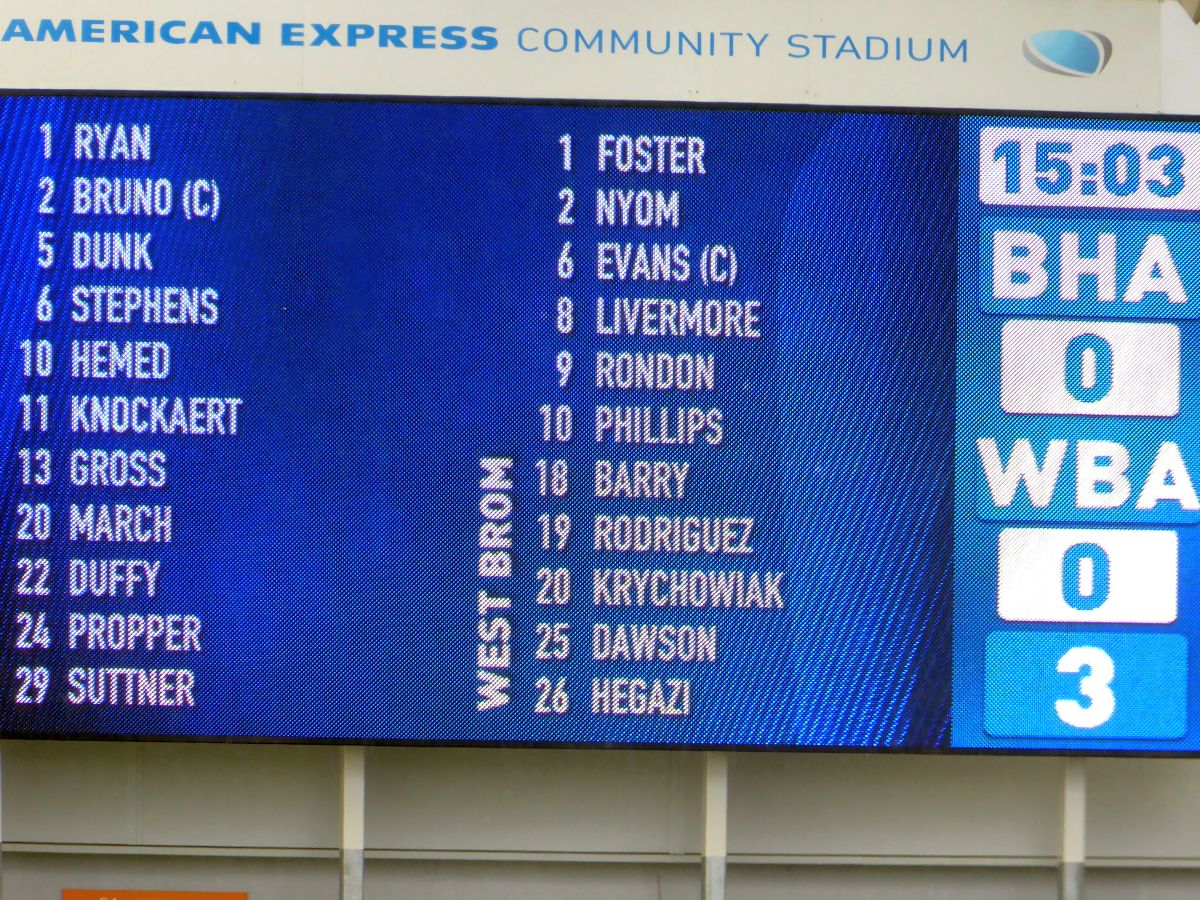 AMERICAN EXPRESS COMMUNITY STADIUM
1 RYAN
2 BRUNO (C)
5 DUNK
6 STEPHENS
10 HEMED
11 KNOCKAERT
13 GROSS
20 MARCH
22 DUFFY
24 PROPPER
29 SUTTNER
WEST BROM
1 FOSTER
2 NYOM
6 EVANS (C)
8 LIVERMORE
9 RONDON
10 PHILLIPS
18 BARRY
19 RODRIGUEZ
20 KRYCHOWIAK
25 DAWSON
26 HEGAZI
15:03
BHA
0
WBA
0
3